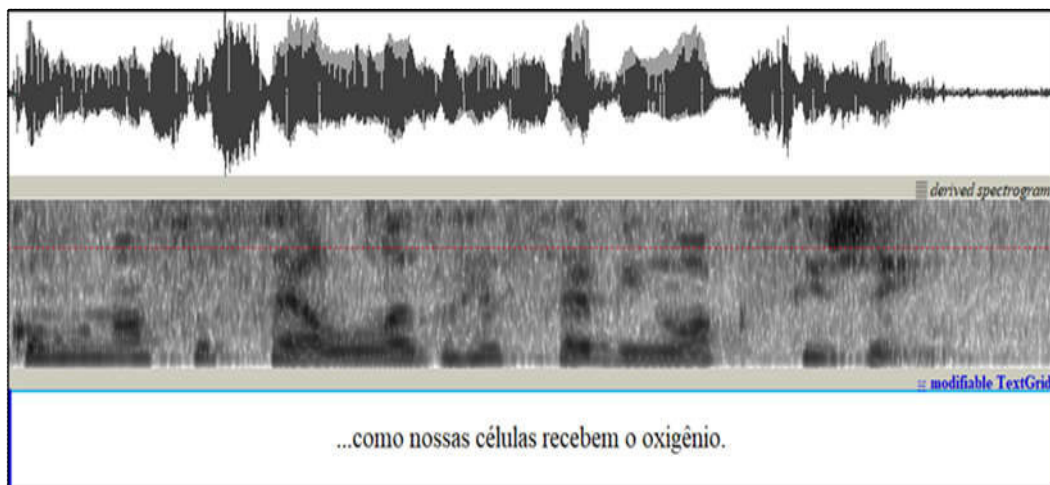 derived spectrogram
modifiable TextGrid
...como nossas células recebem o oxigênio.